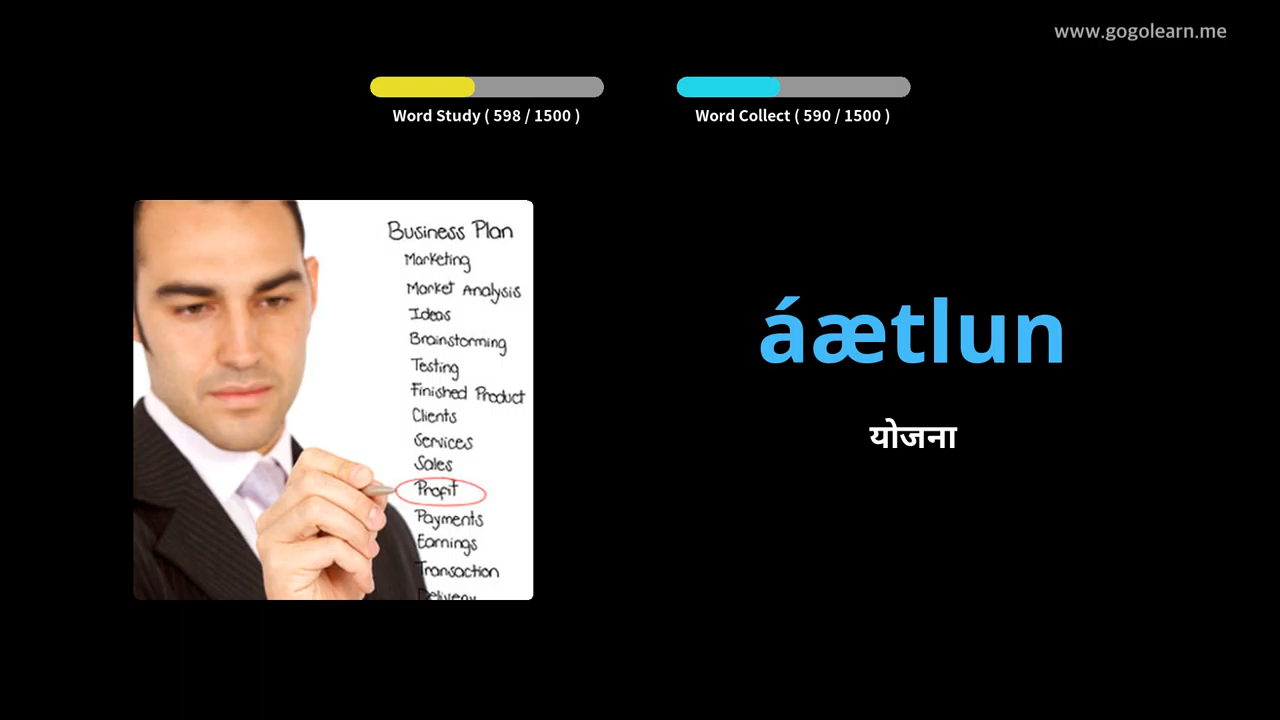 www.gogolearn.me
Word Study ( 598 / 1500 )
Word Collect ( 590 / 1500 )
Business Plan
Marketing
Market Analysis
Ideas
Brainstorming
Testing
Finished Product
Clients
Services
Sales
Profit
Payments
Earnings
Transaction
Delivery
áætlun
योजना